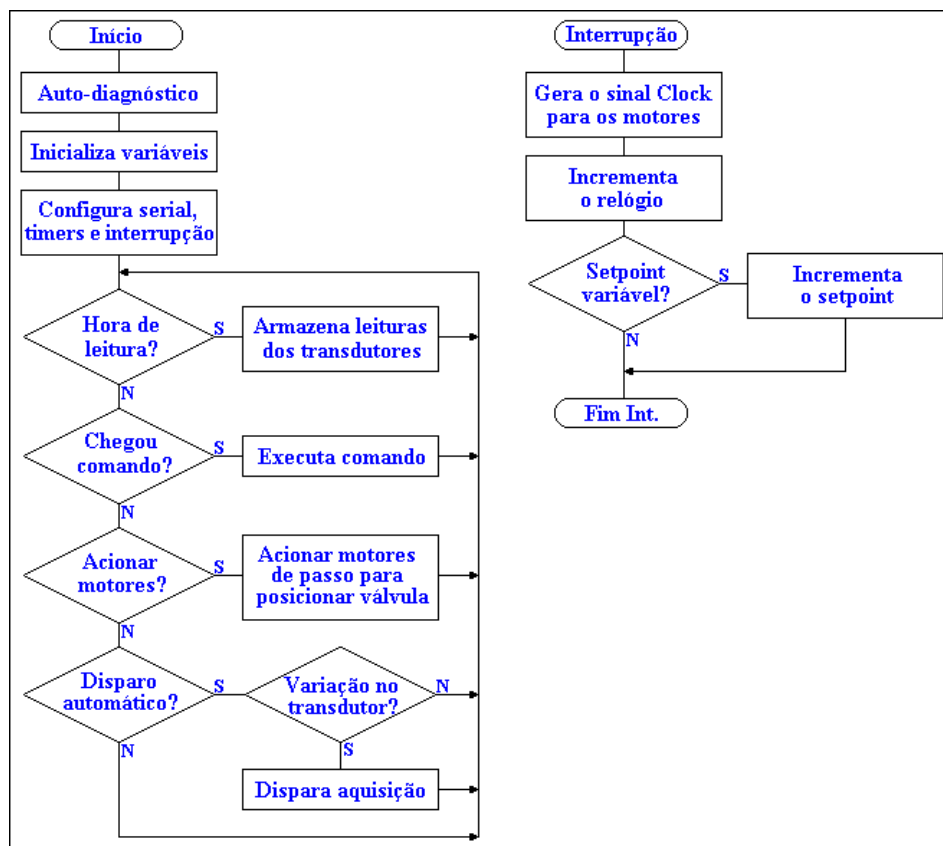 Início
Auto-diagnóstico
Inicializa variáveis
Configura serial,
timers e interrupção
Hora de
leitura?
S
Armazena leituras
dos transdutores
N
Chegou
comando?
S
Executa comando
N
Acionar
motores?
S
Acionar motores
de passo para
posicionar válvula
N
Disparo
automático?
S
Variação no
transdutor?
N
S
Dispara aquisição
N
Interrupção
Gera o sinal Clock
para os motores
Incrementa
o relógio
Setpoint
variável?
S
Incrementa
o setpoint
N
Fim Int.